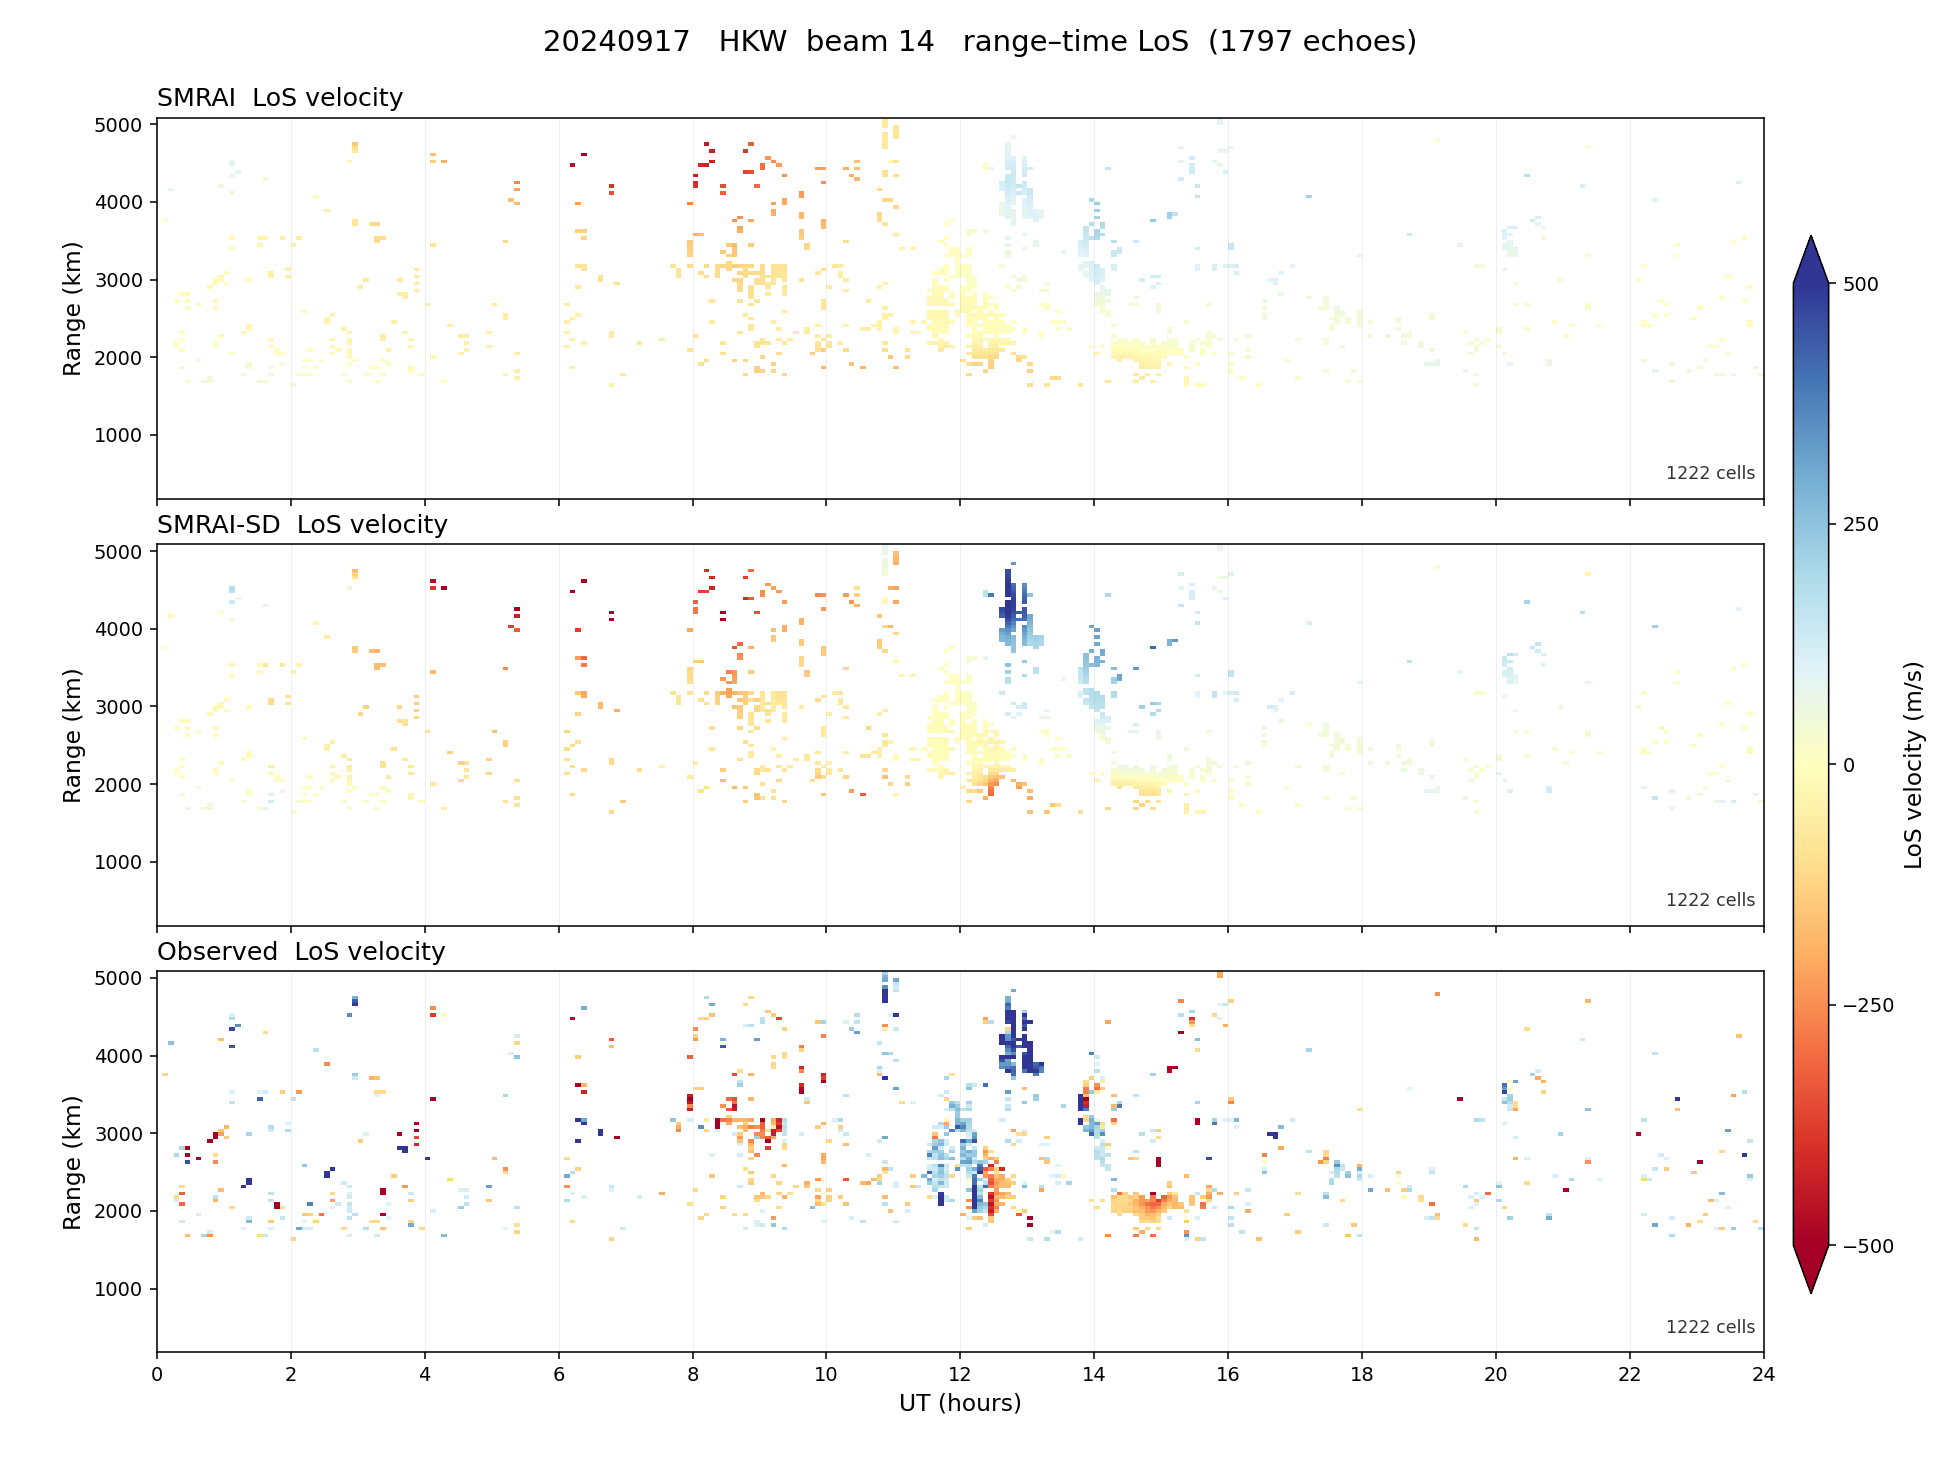 20240917 HKW beam 14 range–time LoS (1797 echoes)
SMRAI LoS velocity
5000
4000
3000
2000
1000
Range (km)
1222 cells
SMRAI-SD LoS velocity
5000
4000
3000
2000
1000
Range (km)
1222 cells
Observed LoS velocity
5000
4000
3000
2000
1000
Range (km)
1222 cells
0 2 4 6 8 10 12 14 16 18 20 22 24
UT (hours)
500
250
0
−250
−500
LoS velocity (m/s)